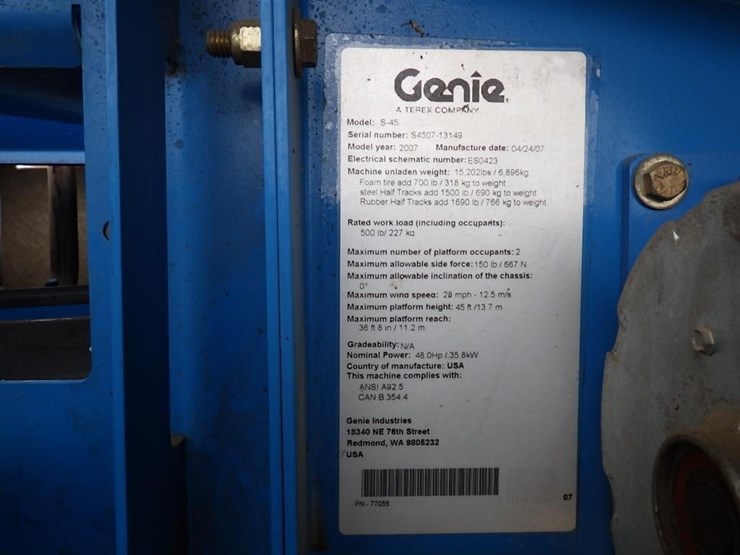 Genie
A TEREX COMPANY
Model: S-45
Serial number: S4507-13149
Model year: 2007 Manufacture date: 04/24/07
Electrical schematic number: ES0423
Machine unladen weight: 15,202lbs / 6,896kg
Foam tire add 700 lb / 318 kg to weight
steel Half Tracks add 1500 lb / 690 kg to weight
Rubber Half Tracks add 1690 lb / 766 kg to weight
Rated work load (including occupants):
500 lb/ 227 kg
Maximum number of platform occupants: 2
Maximum allowable side force: 150 lb / 667 N
Maximum allowable inclination of the chassis:
0°
Maximum wind speed: 28 mph - 12.5 m/s
Maximum platform height: 45 ft /13.7 m
Maximum platform reach:
36 ft 8 in / 11.2 m
Gradeability: N/A
Nominal Power: 48.0Hp / 35.8kW
Country of manufacture: USA
This machine complies with:
ANSI A92.5
CAN B.354.4
Genie Industries
18340 NE 76th Street
Redmond, WA 9805232
USA
PN - 77055
07